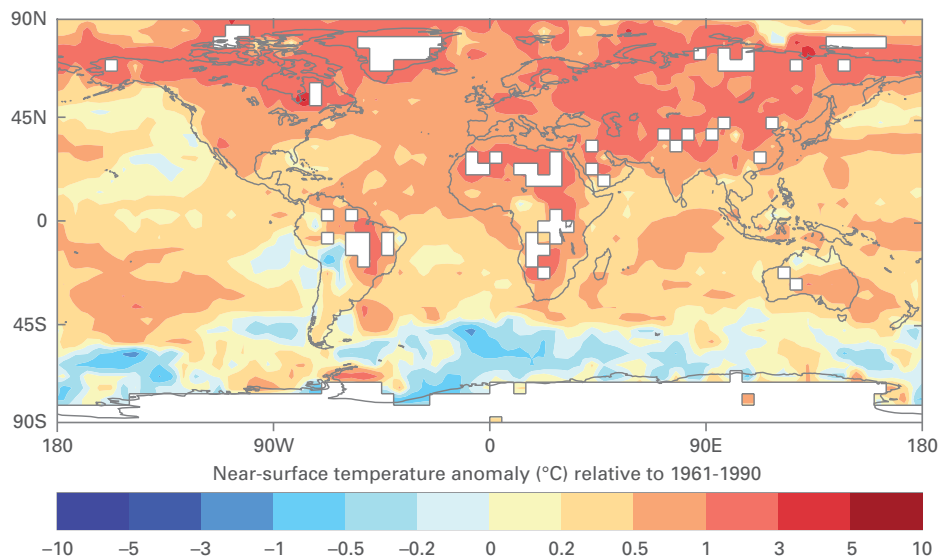 90N
45N
0
45S
90S
180 90W 0 90E 180
Near-surface temperature anomaly (°C) relative to 1961-1990
−10 −5 −3 −1 −0.5 −0.2 0 0.2 0.5 1 3 5 10